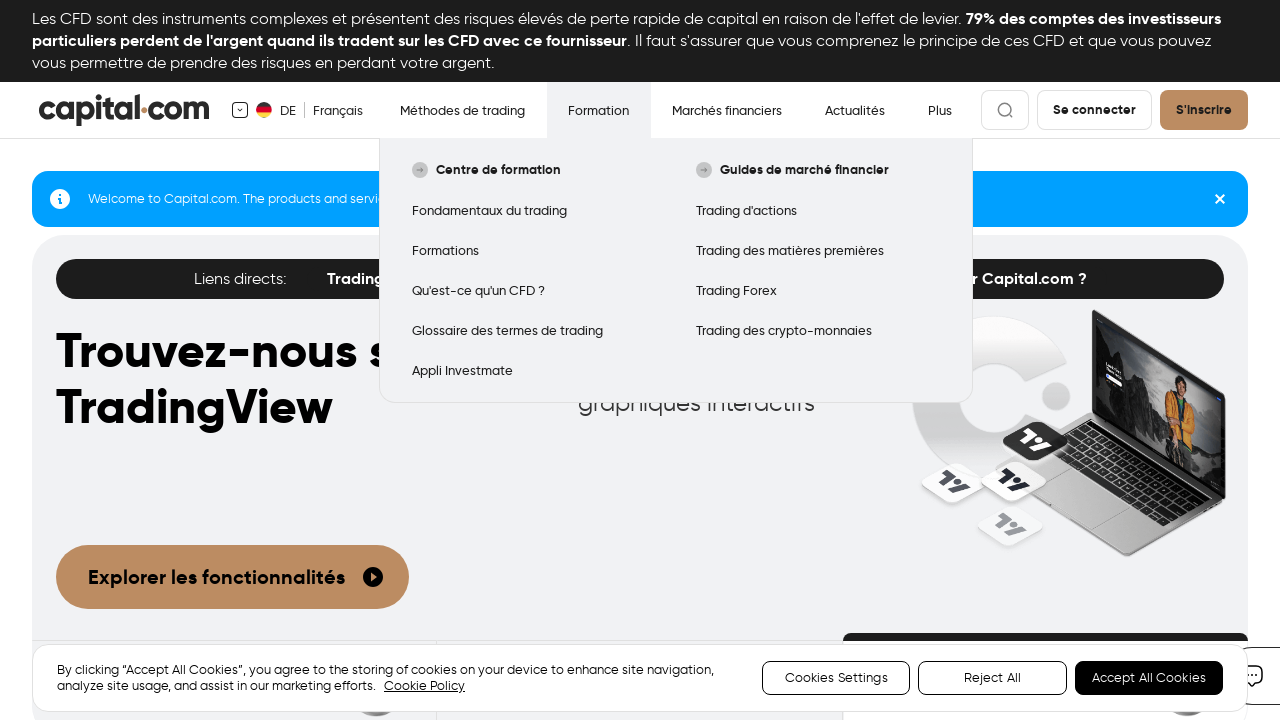 Les CFD sont des instruments complexes et présentent des risques élevés de perte rapide de capital en raison de l'effet de levier. 79% des comptes des investisseurs
particuliers perdent de l'argent quand ils tradent sur les CFD avec ce fournisseur. Il faut s'assurer que vous comprenez le principe de ces CFD et que vous pouvez
vous permettre de prendre des risques en perdant votre argent.
capital.com DE Français Méthodes de trading Formation Marchés financiers Actualités Plus Se connecter S'inscrire
Centre de formation
Fondamentaux du trading
Formations
Qu'est-ce qu'un CFD ?
Glossaire des termes de trading
Appli Investmate
Guides de marché financier
Trading d'actions
Trading des matières premières
Trading Forex
Trading des crypto-monnaies
Welcome to Capital.com. The products and servi
Liens directs: Trading r Capital.com ?
Trouvez-nous s
TradingView
graphiques interactifs
Explorer les fonctionnalités
By clicking “Accept All Cookies”, you agree to the storing of cookies on your device to enhance site navigation,
analyze site usage, and assist in our marketing efforts. Cookie Policy
Cookies Settings Reject All Accept All Cookies